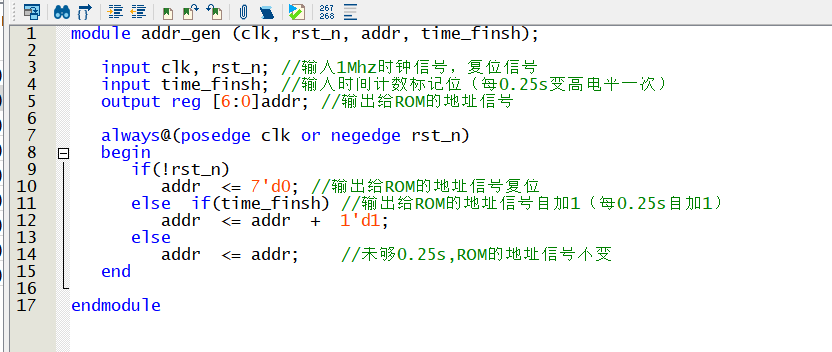 267
268
1 module addr_gen (clk, rst_n, addr, time_finsh);
2
3 input clk, rst_n; //输入1Mhz时钟信号，复位信号
4 input time_finsh; //输入时间计数标记位（每0.25s变高电平一次）
5 output reg [6:0]addr; //输出给ROM的地址信号
6
7 always@(posedge clk or negedge rst_n)
8 begin
9 if(!rst_n)
10 addr <= 7'd0; //输出给ROM的地址信号复位
11 else if(time_finsh) //输出给ROM的地址信号自加1（每0.25s自加1）
12 addr <= addr + 1'd1;
13 else
14 addr <= addr; //未够0.25s,ROM的地址信号不变
15 end
16
17 endmodule